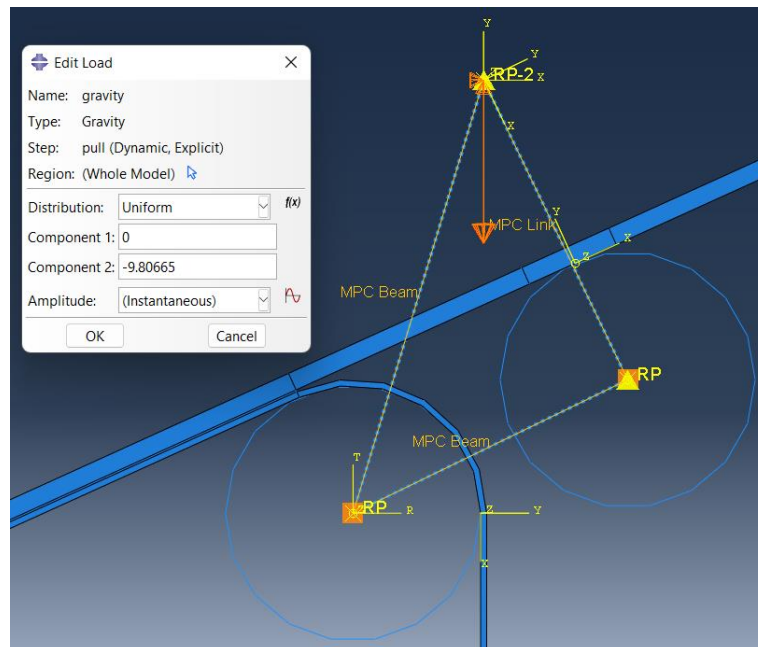 Edit Load
Name: gravity
Type: Gravity
Step: pull (Dynamic, Explicit)
Region: (Whole Model)
Distribution: Uniform f(x)
Component 1: 0
Component 2: -9.80665
Amplitude: (Instantaneous)
OK Cancel
Y
Y
RP-2 X
X
MPC Link
Y
X
Z
MPC Beam
RP
MPC Beam
T
RP R
Z Y
X